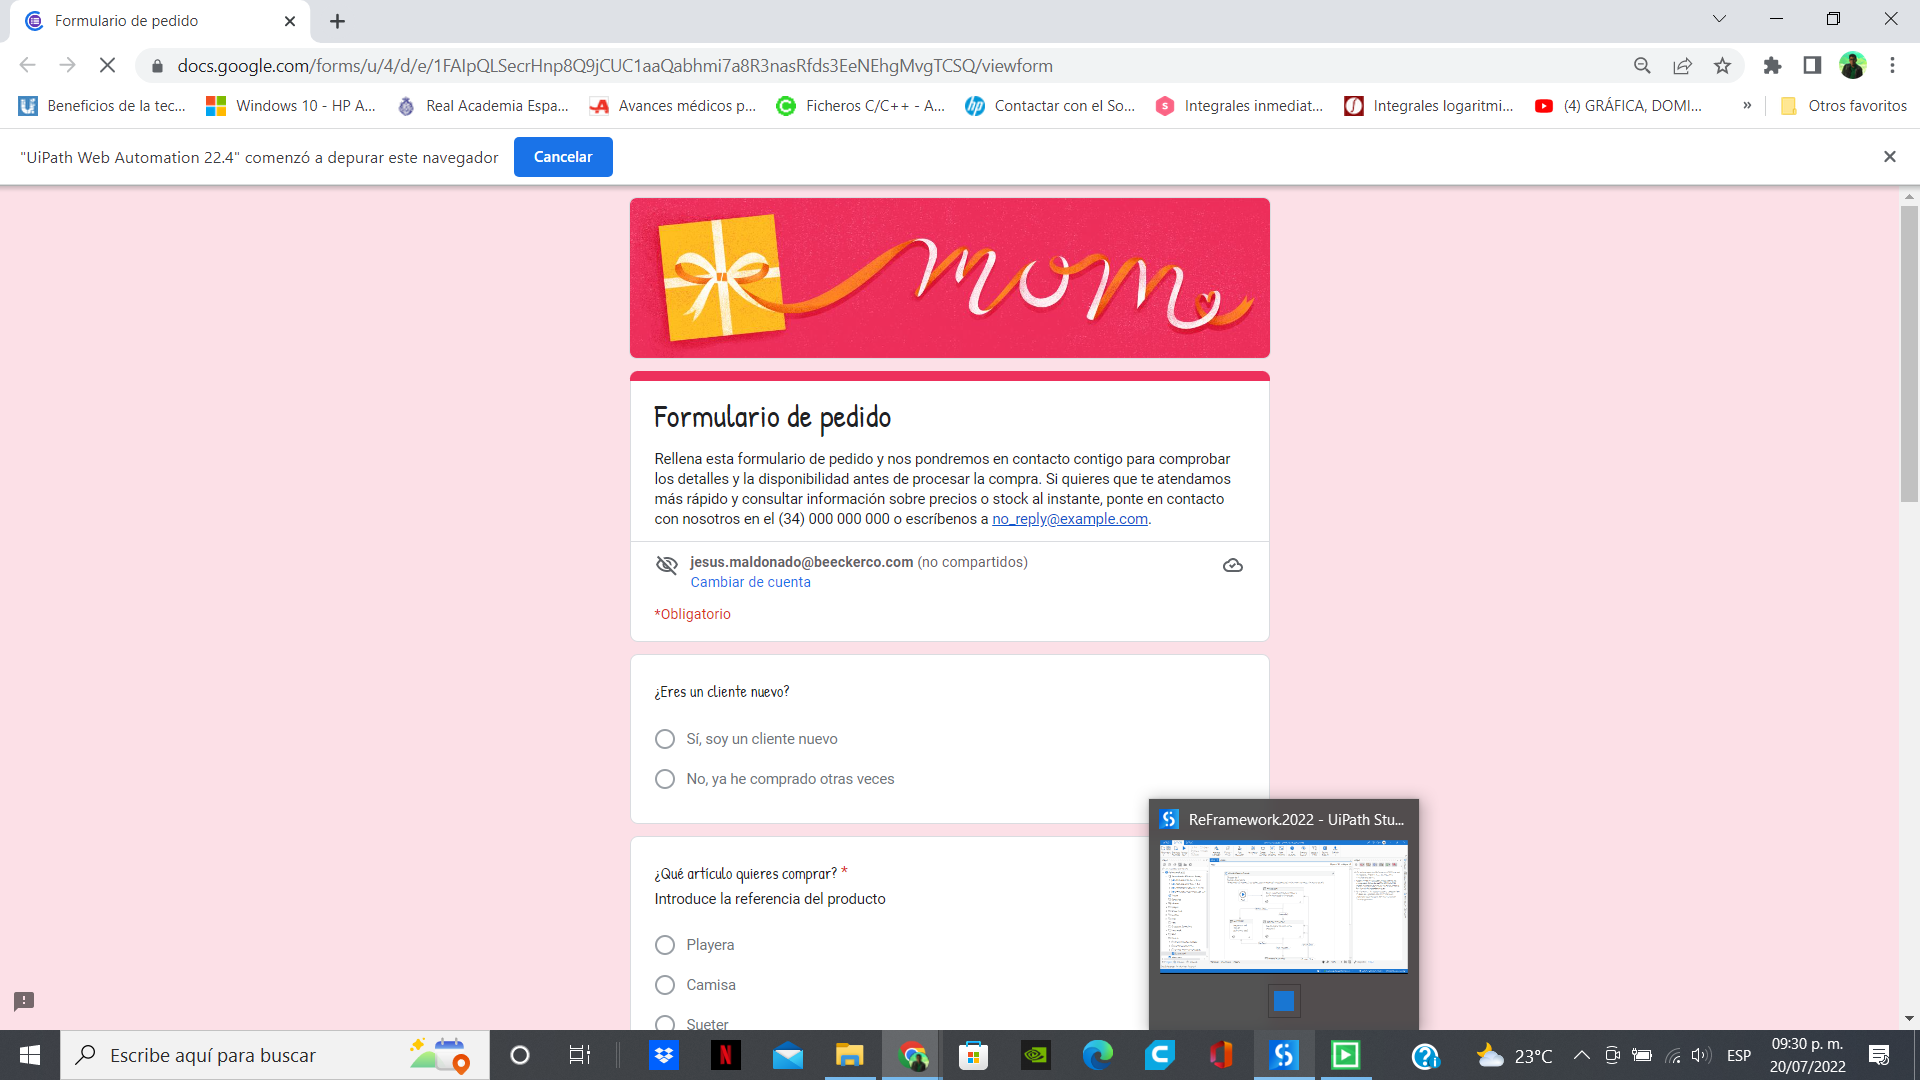 Formulario de pedido
docs.google.com/forms/u/4/d/e/1FAIpQLSecrHnp8Q9jCUC1aaQabhmi7a8R3nasRfds3EeNEhgMvgTCSQ/viewform
Beneficios de la tec...
Windows 10 - HP A...
Real Academia Espa...
Avances médicos p...
Ficheros C/C++ - A...
Contactar con el So...
Integrales inmediat...
Integrales logaritmi...
(4) GRÁFICA, DOMI...
»
Otros favoritos
"UiPath Web Automation 22.4" comenzó a depurar este navegador
Cancelar
mom
Formulario de pedido
Rellena esta formulario de pedido y nos pondremos en contacto contigo para comprobar
los detalles y la disponibilidad antes de procesar la compra. Si quieres que te atendamos
más rápido y consultar información sobre precios o stock al instante, ponte en contacto
con nosotros en el (34) 000 000 000 o escríbenos a no_reply@example.com.
jesus.maldonado@beeckerco.com (no compartidos)
Cambiar de cuenta
*Obligatorio
¿Eres un cliente nuevo?
Sí, soy un cliente nuevo
No, ya he comprado otras veces
¿Qué artículo quieres comprar? *
Introduce la referencia del producto
Playera
Camisa
Sueter
ReFramework.2022 - UiPath Stu...
Escribe aquí para buscar
23°C
ESP
09:30 p. m.
20/07/2022